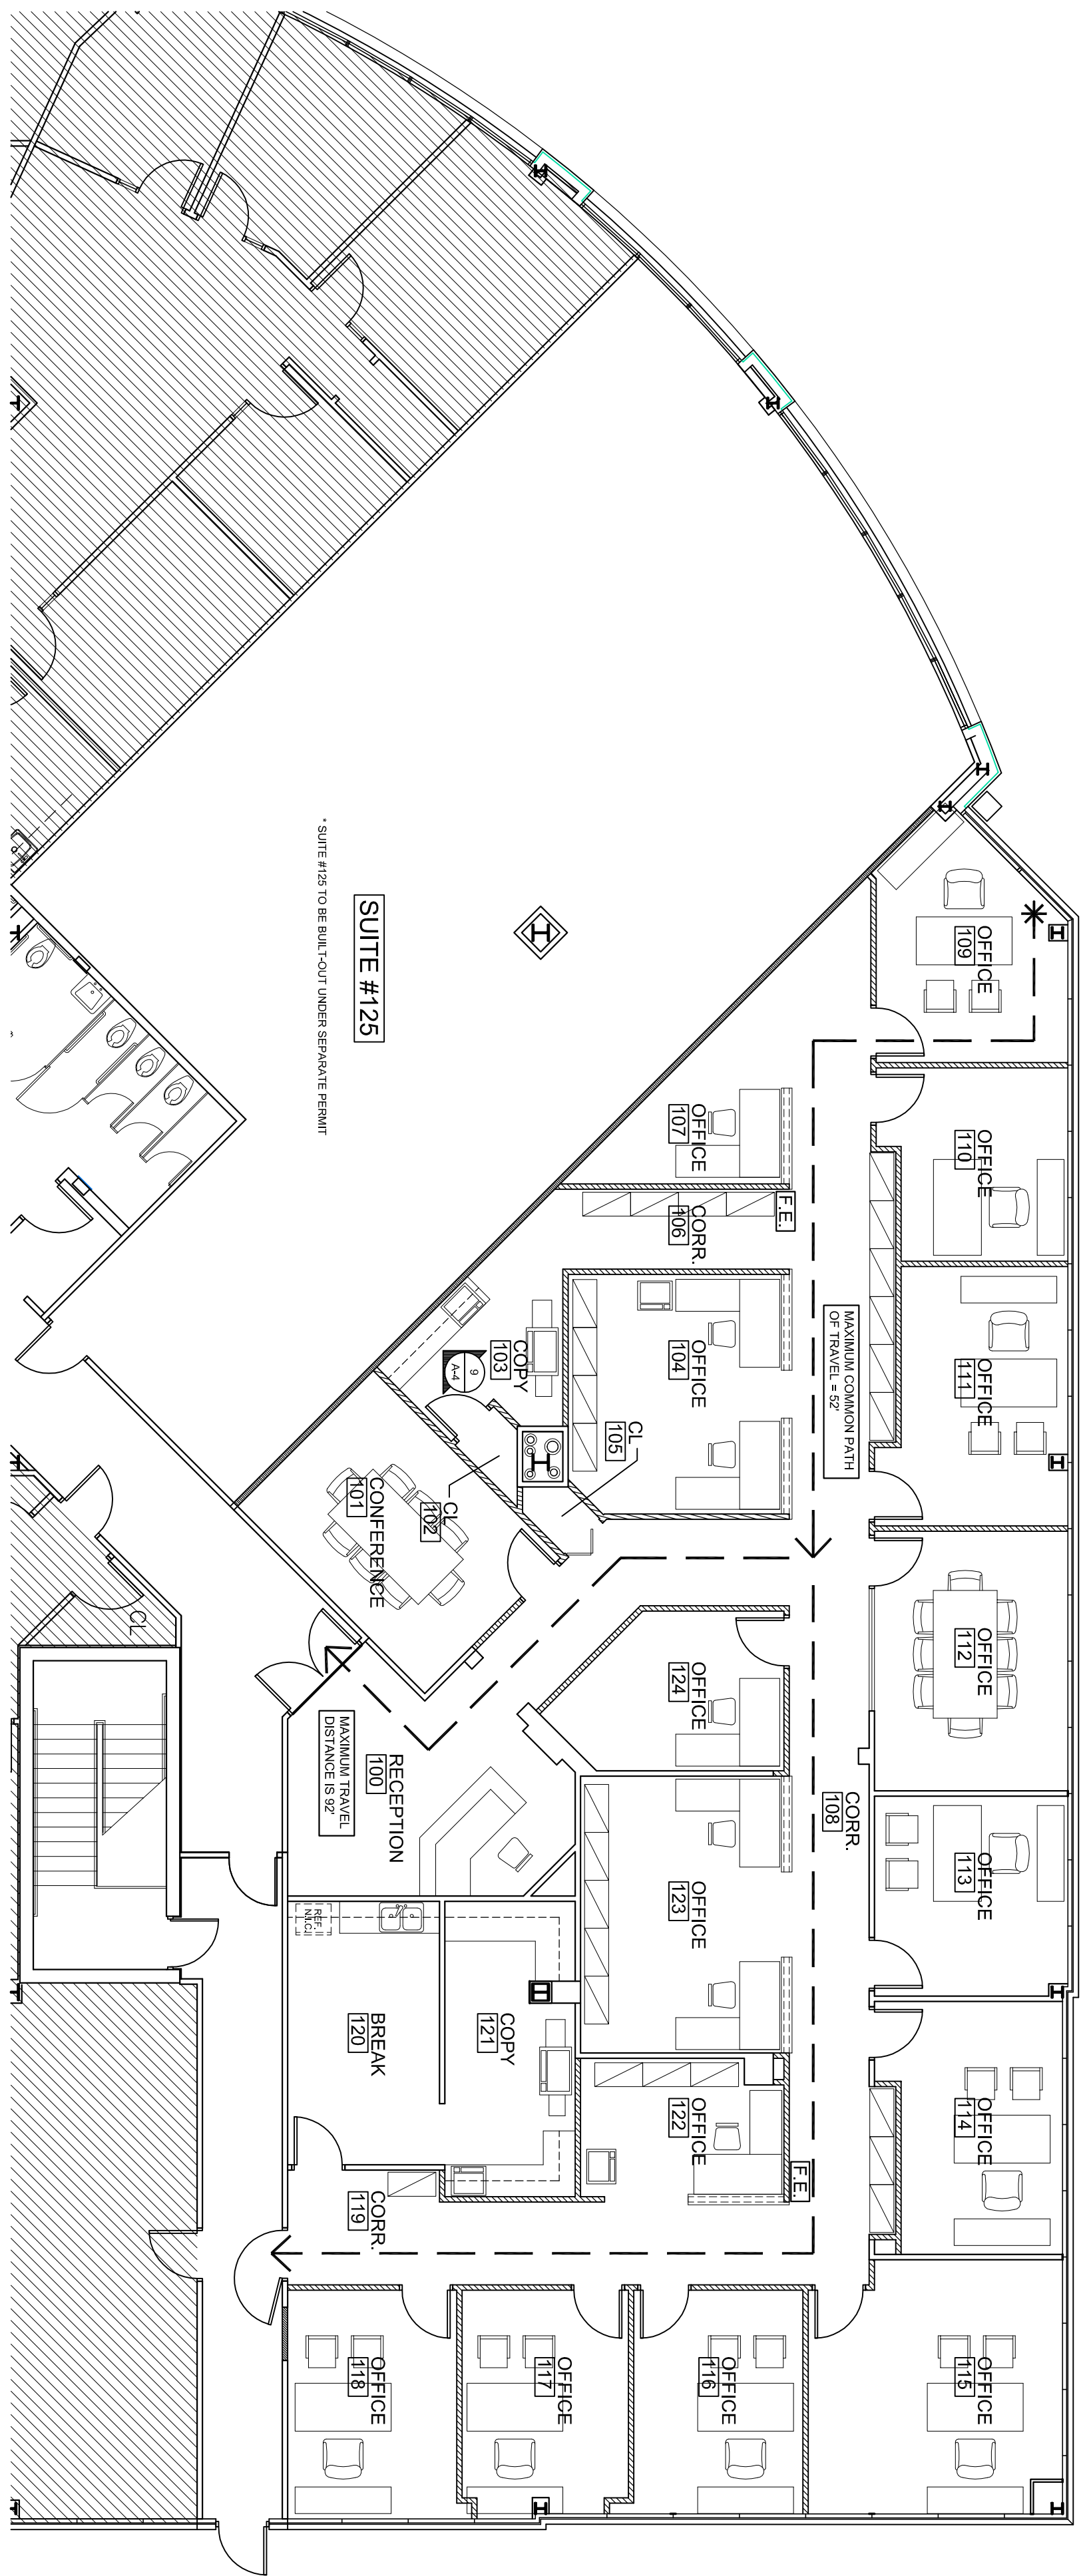 SUITE #125
* SUITE #125 TO BE BUILT-OUT UNDER SEPARATE PERMIT
OFFICE
109
OFFICE
110
OFFICE
111
OFFICE
112
OFFICE
113
OFFICE
114
OFFICE
115
OFFICE
107
F.E.
CORR.
106
MAXIMUM COMMON PATH
OF TRAVEL = 52'
OFFICE
104
COPY
103
9
A-4
CL
105
CL
102
CONFERENCE
101
OFFICE
124
CORR.
108
MAXIMUM TRAVEL
DISTANCE IS 92'
RECEPTION
100
OFFICE
123
REF.
N.I.C.
BREAK
120
COPY
121
OFFICE
122
F.E.
CORR.
119
OFFICE
118
OFFICE
117
OFFICE
116
CL